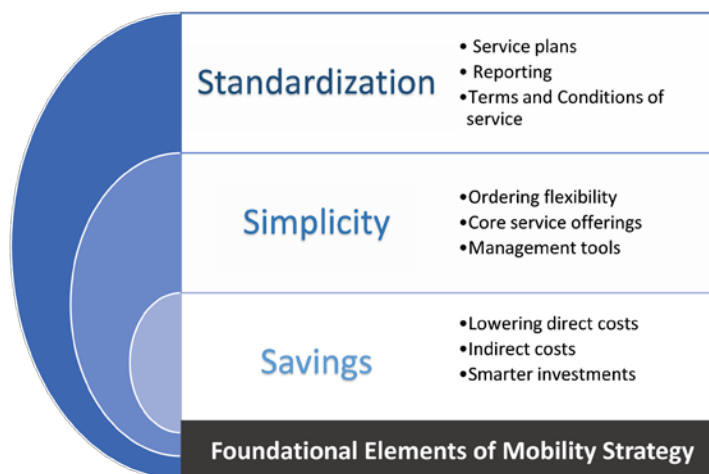 Standardization
• Service plans
• Reporting
•Terms and Conditions of
service
Simplicity
•Ordering flexibility
•Core service offerings
•Management tools
Savings
•Lowering direct costs
•Indirect costs
•Smarter investments
Foundational Elements of Mobility Strategy